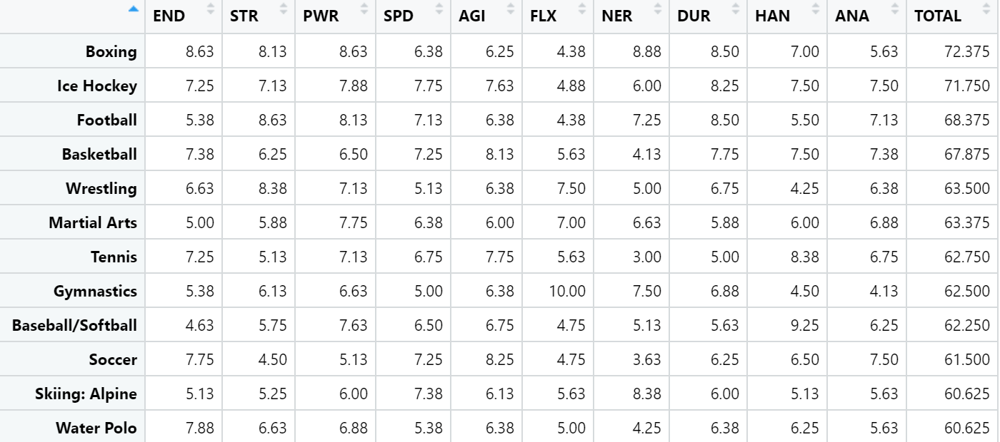 END STR PWR SPD AGI FLX NER DUR HAN ANA TOTAL
Boxing 8.63 8.13 8.63 6.38 6.25 4.38 8.88 8.50 7.00 5.63 72.375
Ice Hockey 7.25 7.13 7.88 7.75 7.63 4.88 6.00 8.25 7.50 7.50 71.750
Football 5.38 8.63 8.13 7.13 6.38 4.38 7.25 8.50 5.50 7.13 68.375
Basketball 7.38 6.25 6.50 7.25 8.13 5.63 4.13 7.75 7.50 7.38 67.875
Wrestling 6.63 8.38 7.13 5.13 6.38 7.50 5.00 6.75 4.25 6.38 63.500
Martial Arts 5.00 5.88 7.75 6.38 6.00 7.00 6.63 5.88 6.00 6.88 63.375
Tennis 7.25 5.13 7.13 6.75 7.75 5.63 3.00 5.00 8.38 6.75 62.750
Gymnastics 5.38 6.13 6.63 5.00 6.38 10.00 7.50 6.88 4.50 4.13 62.500
Baseball/Softball 4.63 5.75 7.63 6.50 6.75 4.75 5.13 5.63 9.25 6.25 62.250
Soccer 7.75 4.50 5.13 7.25 8.25 4.75 3.63 6.25 6.50 7.50 61.500
Skiing: Alpine 5.13 5.25 6.00 7.38 6.13 5.63 8.38 6.00 5.13 5.63 60.625
Water Polo 7.88 6.63 6.88 5.38 6.38 5.00 4.25 6.38 6.25 5.63 60.625